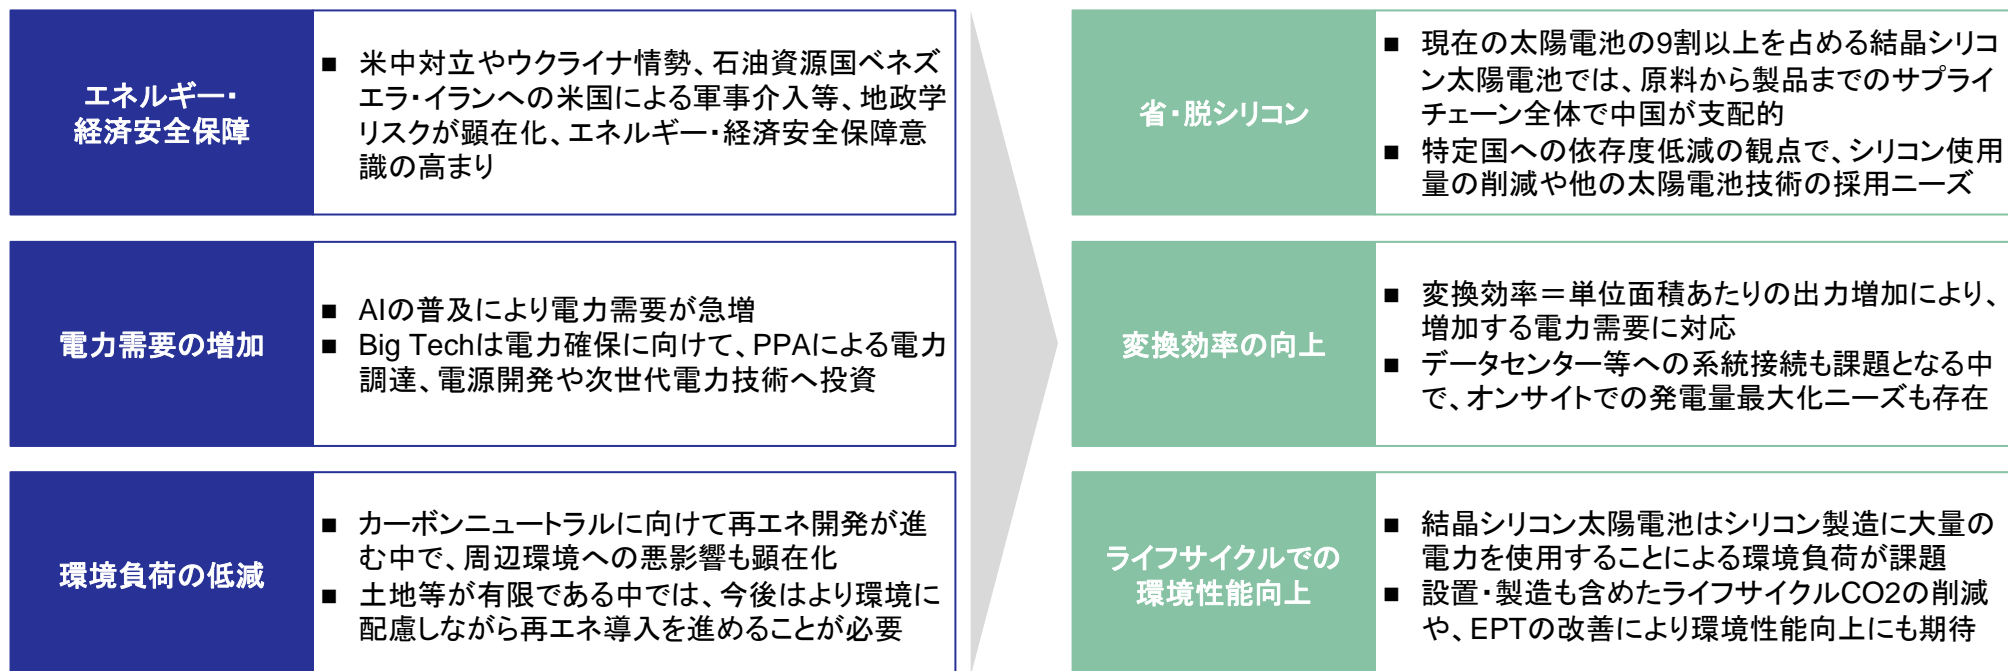 エネルギー・
経済安全保障
■ 米中対立やウクライナ情勢、石油資源国ベネズ
エラ・イランへの米国による軍事介入等、地政学
リスクが顕在化、エネルギー・経済安全保障意
識の高まり
省・脱シリコン
■ 現在の太陽電池の9割以上を占める結晶シリコ
ン太陽電池では、原料から製品までのサプライ
チェーン全体で中国が支配的
■ 特定国への依存度低減の観点で、シリコン使用
量の削減や他の太陽電池技術の採用ニーズ
電力需要の増加
■ AIの普及により電力需要が急増
■ Big Techは電力確保に向けて、PPAによる電力
調達、電源開発や次世代電力技術へ投資
変換効率の向上
■ 変換効率＝単位面積あたりの出力増加により、
増加する電力需要に対応
■ データセンター等への系統接続も課題となる中
で、オンサイトでの発電量最大化ニーズも存在
環境負荷の低減
■ カーボンニュートラルに向けて再エネ開発が進
む中で、周辺環境への悪影響も顕在化
■ 土地等が有限である中では、今後はより環境に
配慮しながら再エネ導入を進めることが必要
ライフサイクルでの
環境性能向上
■ 結晶シリコン太陽電池はシリコン製造に大量の
電力を使用することによる環境負荷が課題
■ 設置・製造も含めたライフサイクルCO2の削減
や、EPTの改善により環境性能向上にも期待